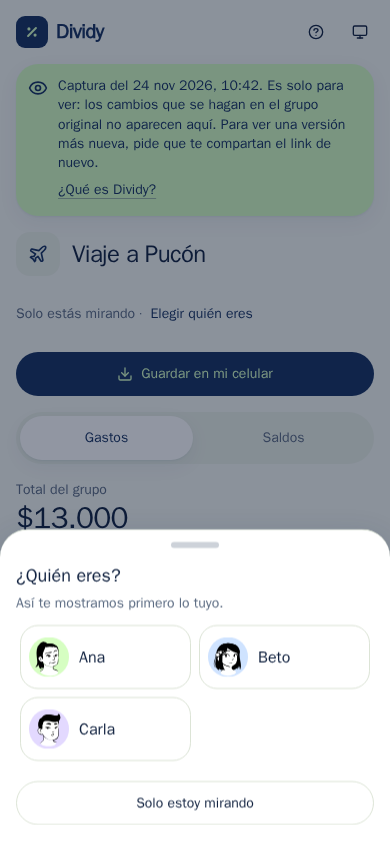 Dividy
Captura del 24 nov 2026, 10:42. Es solo para
ver: los cambios que se hagan en el grupo
original no aparecen aquí. Para ver una versión
más nueva, pide que te compartan el link de
nuevo.
¿Qué es Dividy?
Viaje a Pucón
Solo estás mirando · Elegir quién eres
Guardar en mi celular
Gastos Saldos
Total del grupo
$13.000
¿Quién eres?
Así te mostramos primero lo tuyo.
Ana Beto
Carla
Solo estoy mirando